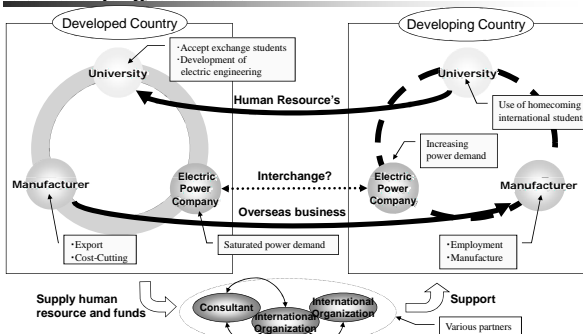 Developed Country
Developing Country
・Accept exchange students
・Development of
electric engineering
University
University
Human Resource's
Use of homecoming
international student
Increasing
power demand
Manufacturer
Electric
Power
Company
Interchange?
Electric
Power
Company
Manufacturer
Overseas business
・Export
・Cost-Cutting
Saturated power demand
・Employment
・Manufacture
Supply human
resource and funds
Consultant
International
Organization
International
Organization
Support
Various partners